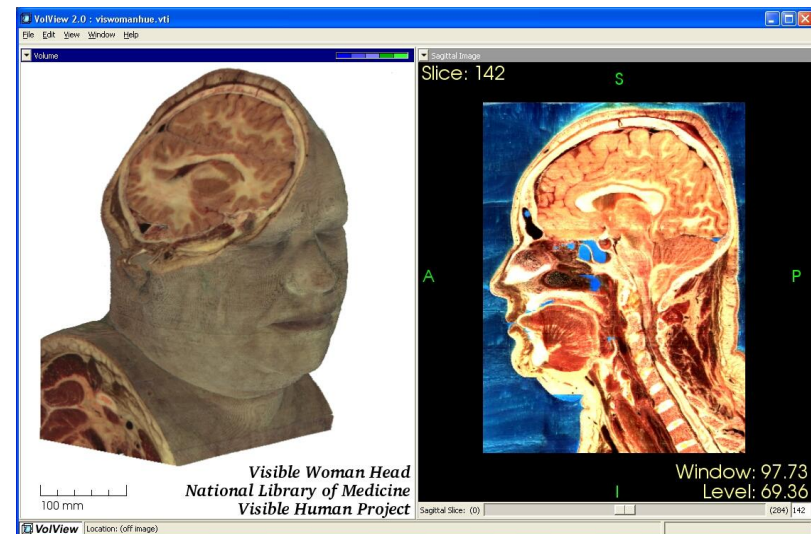 VolView 2.0 : viswomanhue.vti
File Edit View Window Help
Volume
Sagittal Image
Slice: 142
S
A
P
I
Window: 97.73
Level: 69.36
100 mm
Visible Woman Head
National Library of Medicine
Visible Human Project
Sagittal Slice: (0)
(284) 142
VolView
Location: (off image)